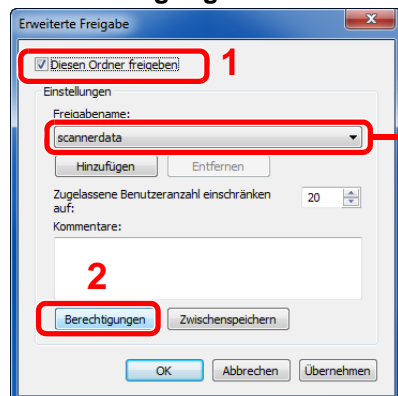 Erweiterte Freigabe
Diesen Ordner freigeben
1
Einstellungen
Freigabename:
scannerdata
Hinzufügen Entfernen
Zugelassene Benutzeranzahl einschränken auf: 20
Kommentare:
2
Berechtigungen Zwischenspeichern
OK Abbrechen Übernehmen